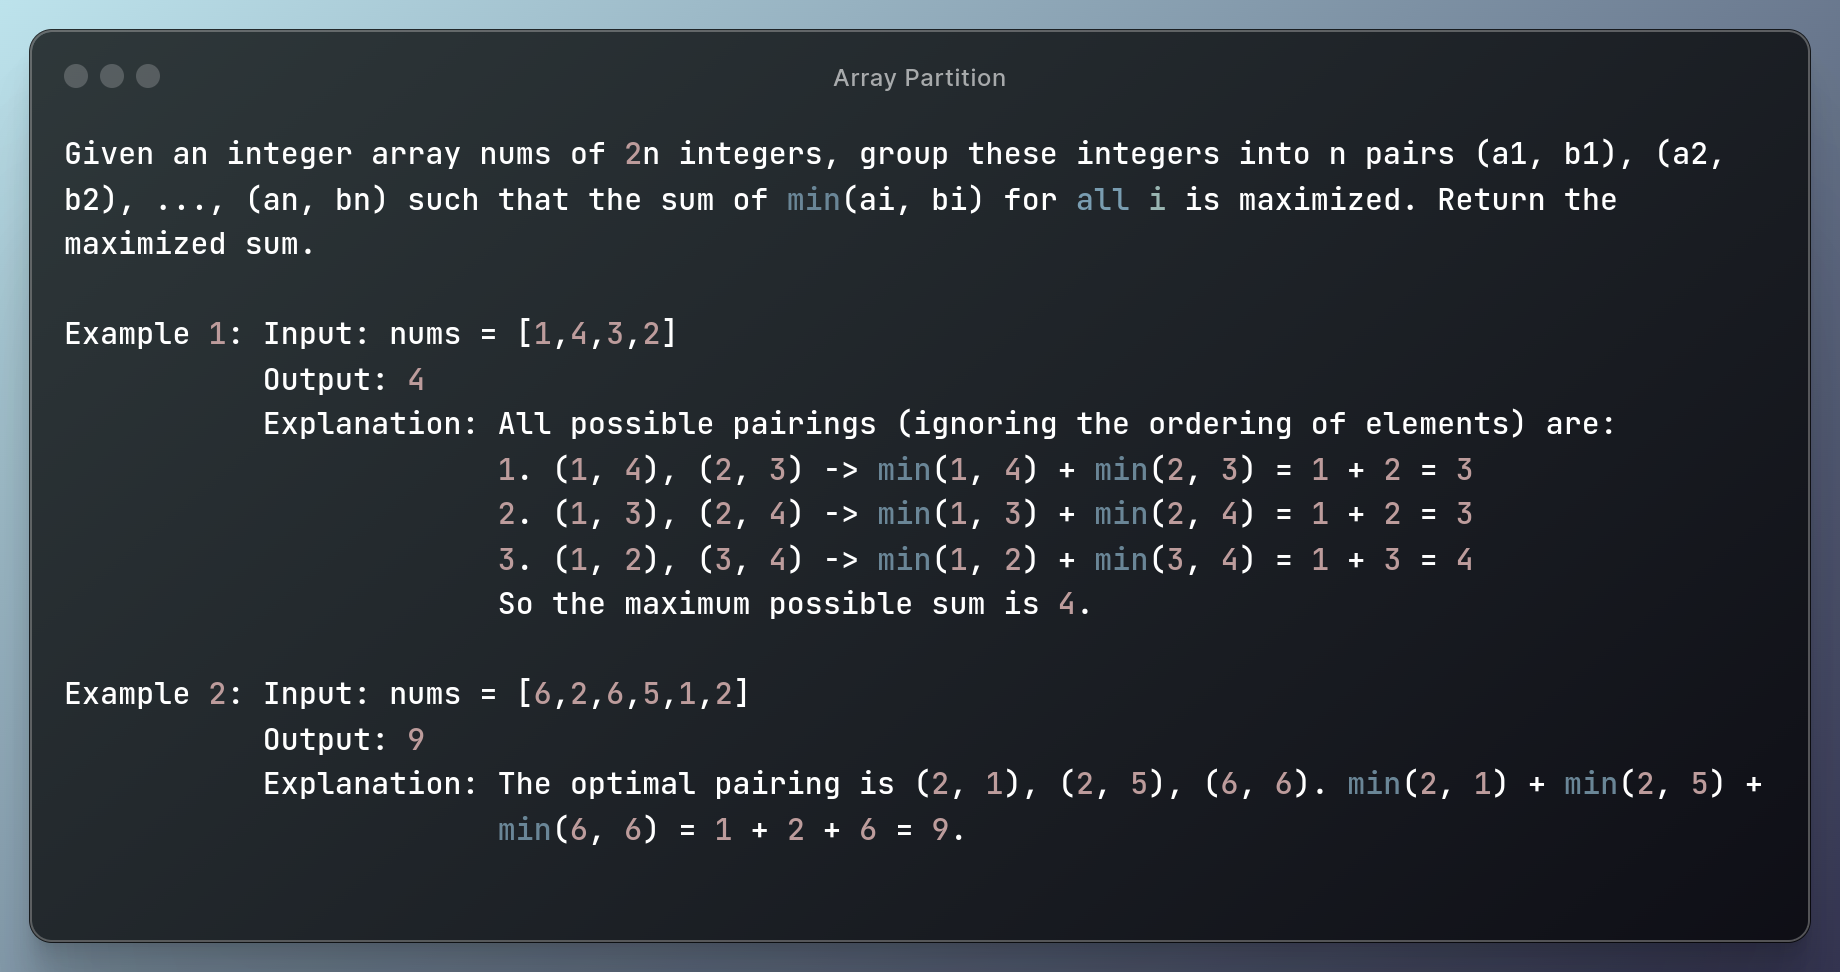 Array Partition
Given an integer array nums of 2n integers, group these integers into n pairs (a1, b1), (a2,
b2), ..., (an, bn) such that the sum of min(ai, bi) for all i is maximized. Return the
maximized sum.
Example 1: Input: nums = [1,4,3,2]
Output: 4
Explanation: All possible pairings (ignoring the ordering of elements) are:
1. (1, 4), (2, 3) -> min(1, 4) + min(2, 3) = 1 + 2 = 3
2. (1, 3), (2, 4) -> min(1, 3) + min(2, 4) = 1 + 2 = 3
3. (1, 2), (3, 4) -> min(1, 2) + min(3, 4) = 1 + 3 = 4
So the maximum possible sum is 4.
Example 2: Input: nums = [6,2,6,5,1,2]
Output: 9
Explanation: The optimal pairing is (2, 1), (2, 5), (6, 6). min(2, 1) + min(2, 5) +
min(6, 6) = 1 + 2 + 6 = 9.